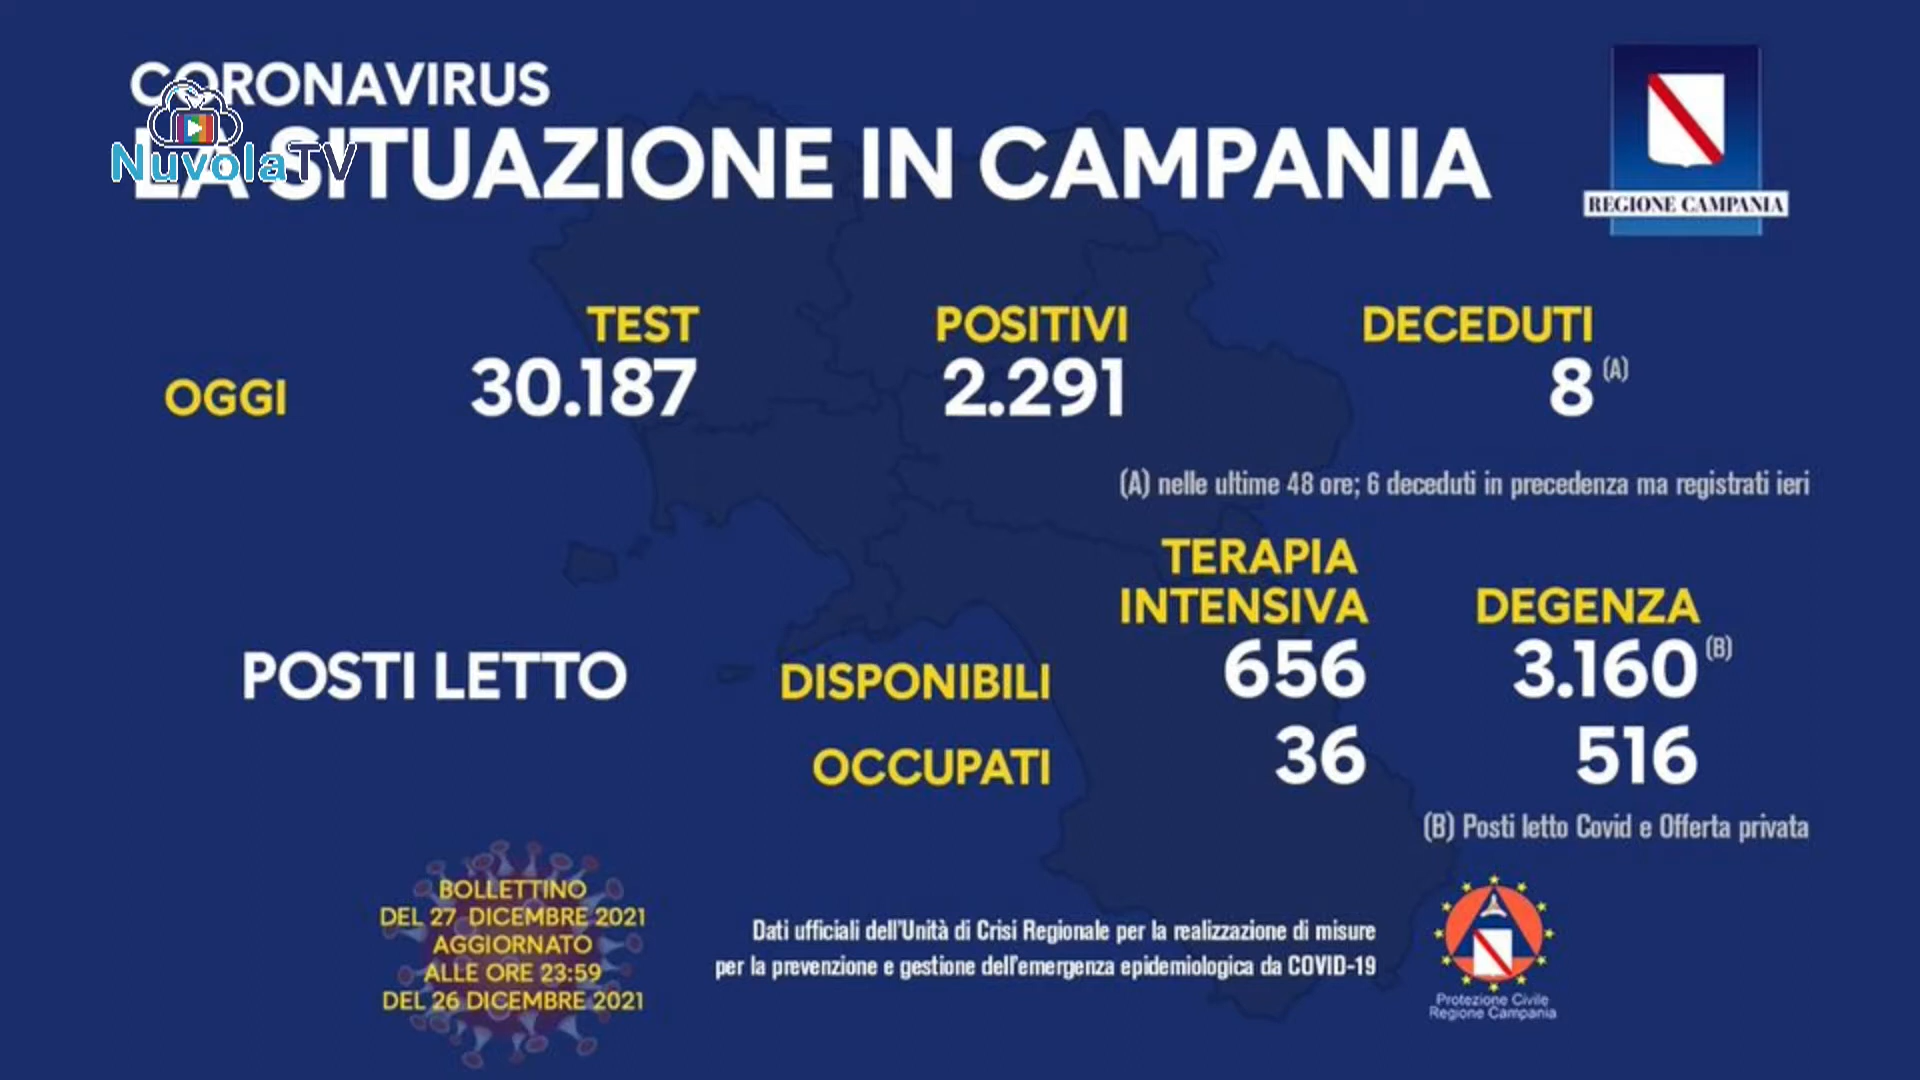 CORONAVIRUS
NuvolaTV
LA SITUAZIONE IN CAMPANIA
REGIONE CAMPANIA
TEST POSITIVI DECEDUTI
OGGI 30.187 2.291 8 (A)
(A) nelle ultime 48 ore; 6 deceduti in precedenza ma registrati ieri
TERAPIA
INTENSIVA DEGENZA
POSTI LETTO DISPONIBILI 656 3.160 (B)
OCCUPATI 36 516
(B) Posti letto Covid e Offerta privata
BOLLETTINO
DEL 27 DICEMBRE 2021
AGGIORNATO
ALLE ORE 23:59
DEL 26 DICEMBRE 2021
Dati ufficiali dell'Unità di Crisi Regionale per la realizzazione di misure
per la prevenzione e gestione dell'emergenza epidemiologica da COVID-19
Protezione Civile
Regione Campania